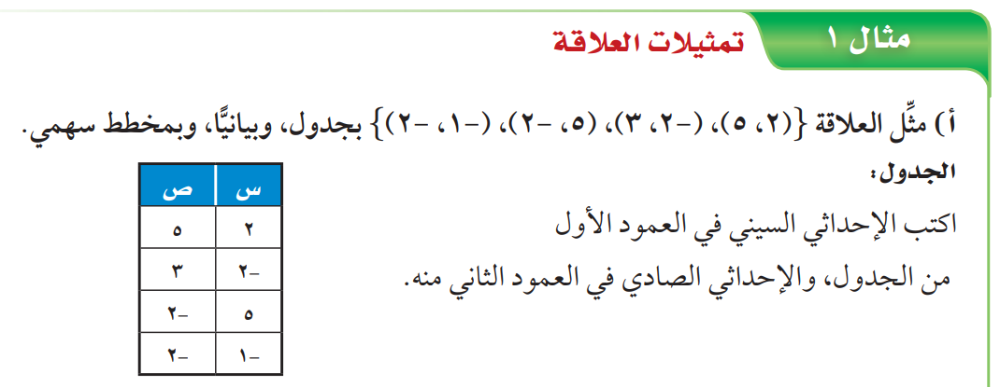 مثال ١
تمثيلات العلاقة
أ) مثِّل العلاقة {(٢، ٥)، (–٢، ٣)، (٥، –٢)، (–١، –٢)} بجدول، وبيانيًّا، وبمخطط سهمي.
الجدول:
اكتب الإحداثي السيني في العمود الأول
من الجدول، والإحداثي الصادي في العمود الثاني منه.
س ص
٢ ٥
–٢ ٣
٥ –٢
–١ –٢